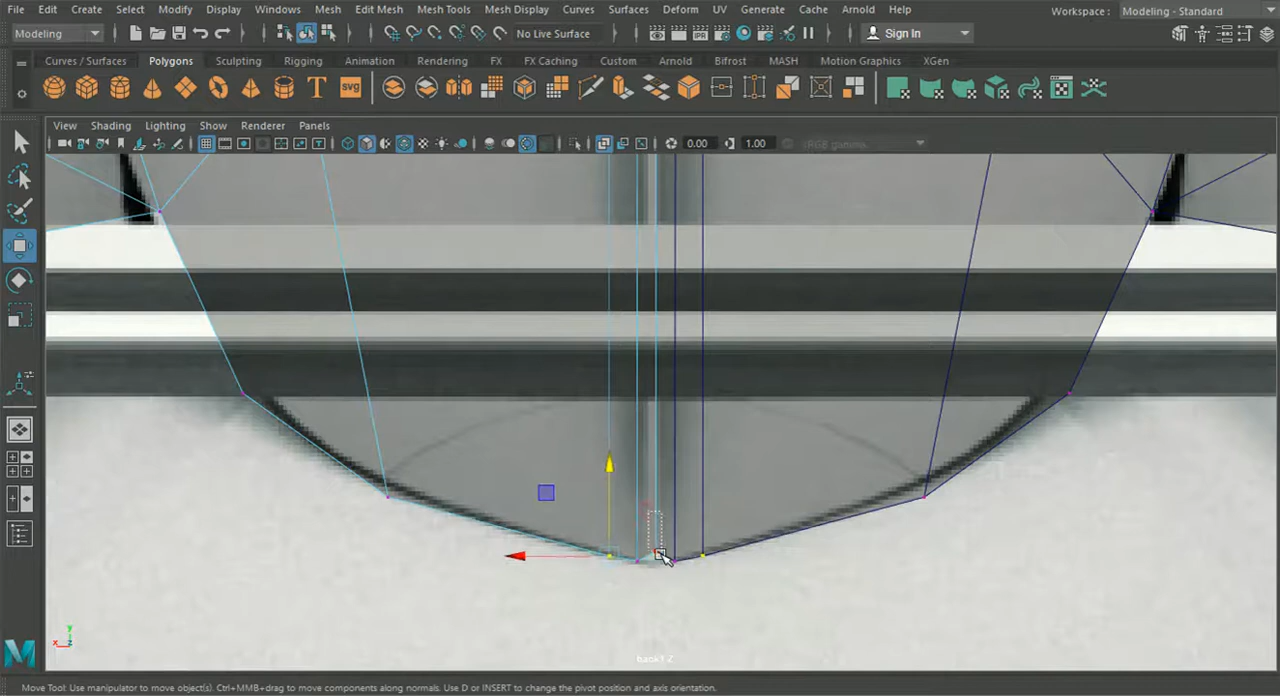 File Edit Create Select Modify Display Windows Mesh Edit Mesh Mesh Tools Mesh Display Curves Surfaces Deform UV Generate Cache Arnold Help Workspace: Modeling - Standard
Modeling No Live Surface Sign In
Curves / Surfaces Polygons Sculpting Rigging Animation Rendering FX FX Caching Custom Arnold Bifrost MASH Motion Graphics XGen
T SVG
View Shading Lighting Show Renderer Panels
0.00 1.00
y
x z
M
Move Tool: Use manipulator to move object(s). Ctrl+MMB+drag to move components along normals. Use D or INSERT to change the pivot position and axis orientation.